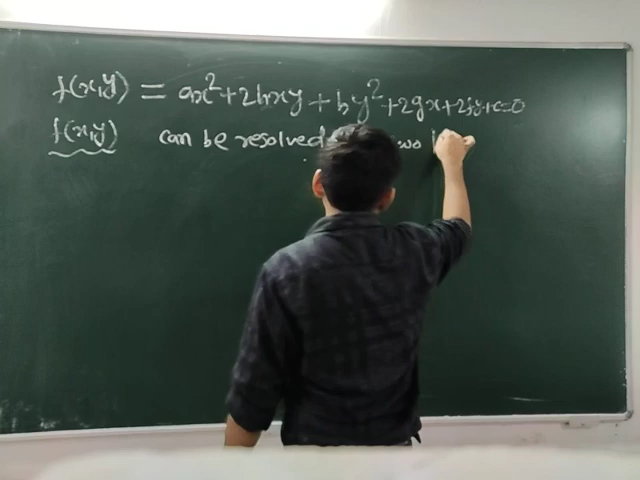 f(x,y) = ax²+2hxy + by²+2gx+2fy+c=0
f(x,y) can be resolved two